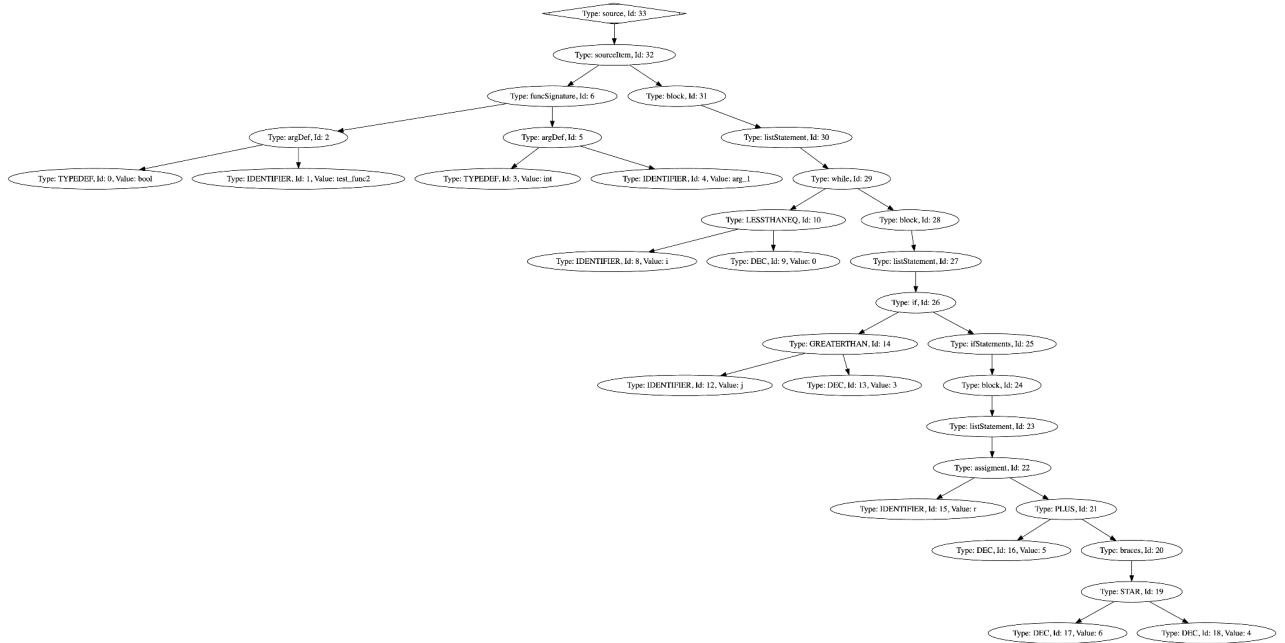 Type: source, Id: 33
Type: sourceItem, Id: 32
Type: funcSignature, Id: 6
Type: block, Id: 31
Type: argDef, Id: 2
Type: argDef, Id: 5
Type: listStatement, Id: 30
Type: TYPEDEF, Id: 0, Value: bool
Type: IDENTIFIER, Id: 1, Value: test_func2
Type: TYPEDEF, Id: 3, Value: int
Type: IDENTIFIER, Id: 4, Value: arg_1
Type: while, Id: 29
Type: LESSTHANEQ, Id: 10
Type: block, Id: 28
Type: IDENTIFIER, Id: 8, Value: i
Type: DEC, Id: 9, Value: 0
Type: listStatement, Id: 27
Type: if, Id: 26
Type: GREATERTHAN, Id: 14
Type: ifStatements, Id: 25
Type: IDENTIFIER, Id: 12, Value: j
Type: DEC, Id: 13, Value: 3
Type: block, Id: 24
Type: listStatement, Id: 23
Type: assigment, Id: 22
Type: IDENTIFIER, Id: 15, Value: r
Type: PLUS, Id: 21
Type: DEC, Id: 16, Value: 5
Type: braces, Id: 20
Type: STAR, Id: 19
Type: DEC, Id: 17, Value: 6
Type: DEC, Id: 18, Value: 4